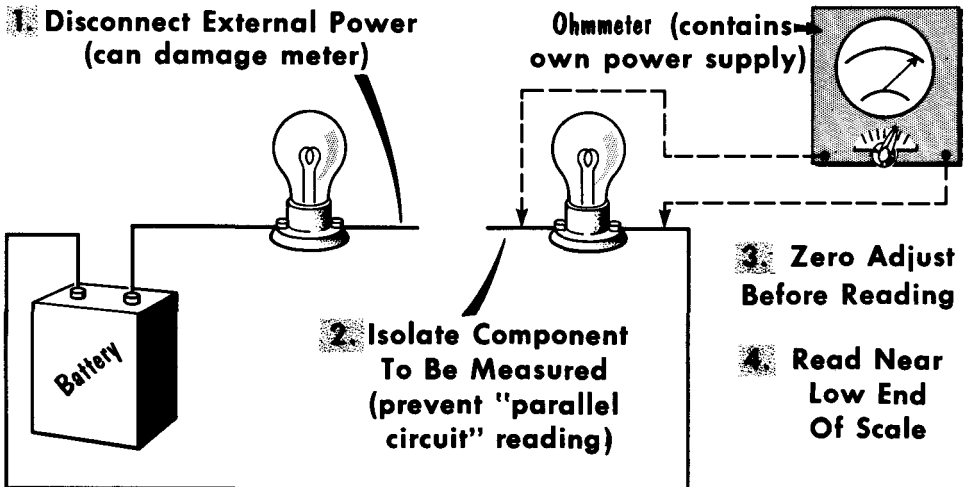 1. Disconnect External Power
(can damage meter)
Ohmmeter (contains
own power supply)
Battery
2. Isolate Component
To Be Measured
(prevent "parallel
circuit" reading)
3. Zero Adjust
Before Reading
4. Read Near
Low End
Of Scale